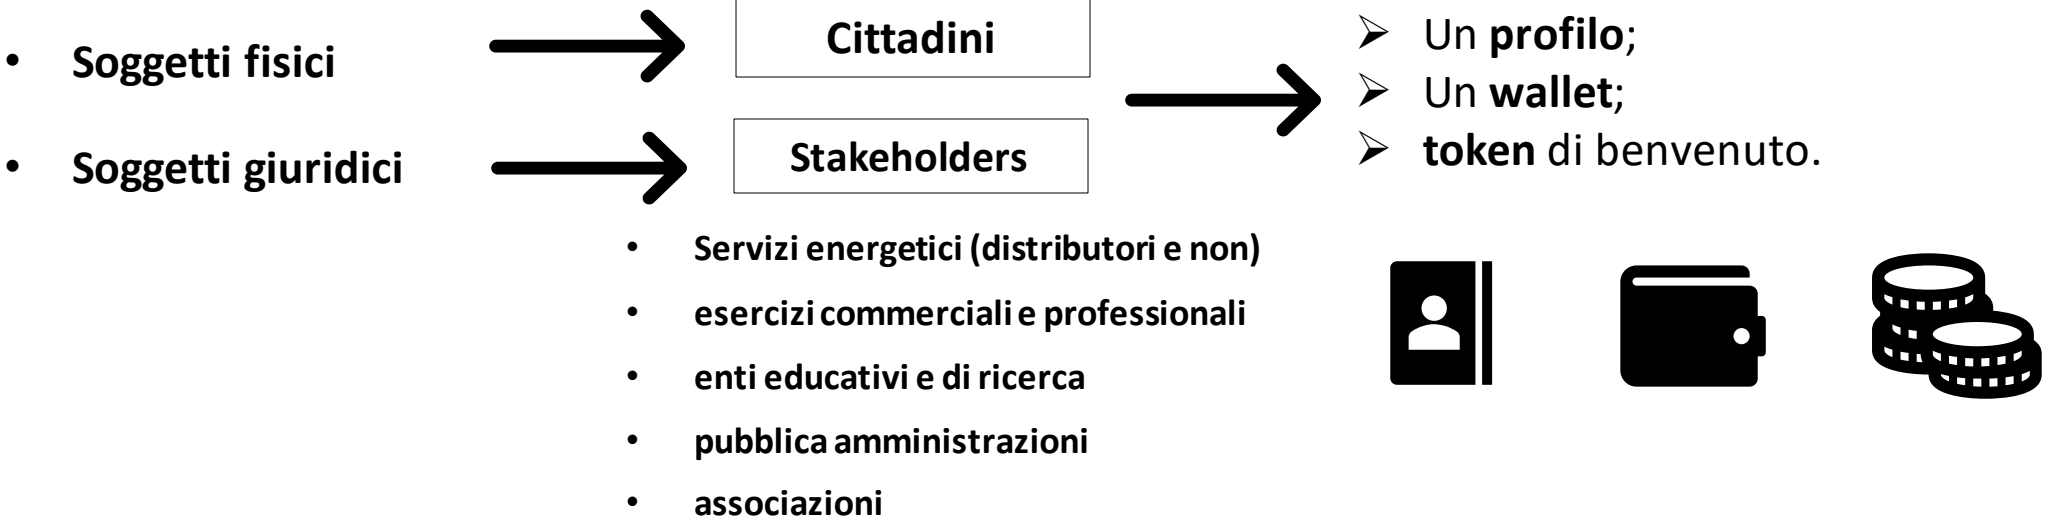 • Soggetti fisici
• Soggetti giuridici
Cittadini
Stakeholders
• Servizi energetici (distributori e non)
• esercizi commerciali e professionali
• enti educativi e di ricerca
• pubblica amministrazioni
• associazioni
➢ Un profilo;
➢ Un wallet;
➢ token di benvenuto.